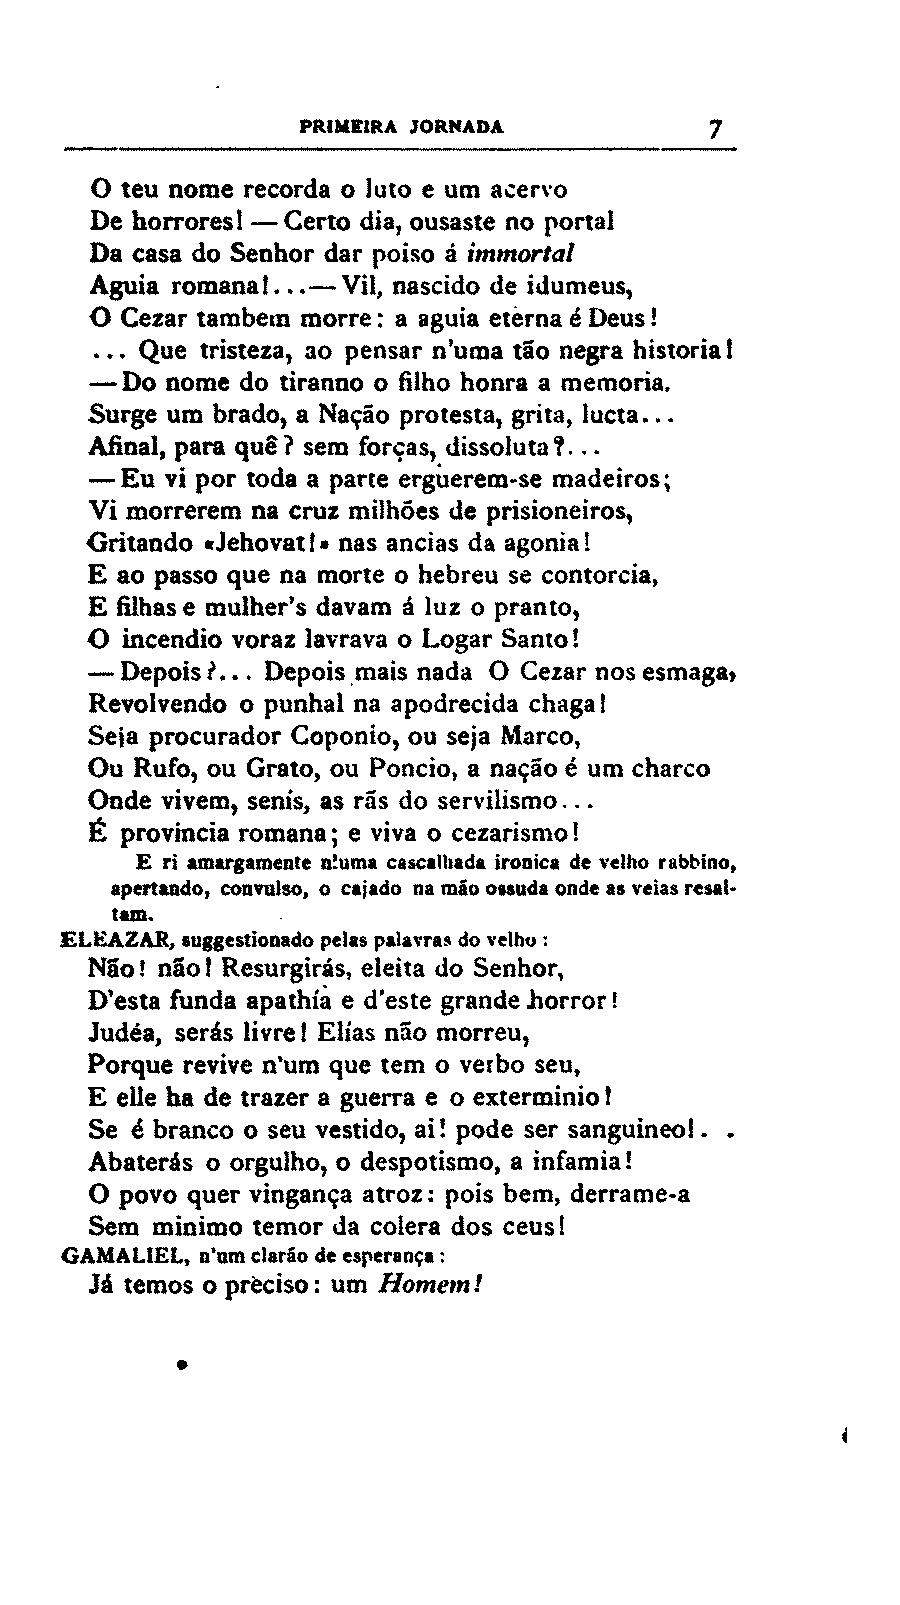 PRIMEIRA JORNADA 7
O teu nome recorda o luto e um acervo
De horrores! — Certo dia, ousaste no portal
Da casa do Senhor dar poiso á immortal
Aguia romana!...— Vil, nascido de idumeus,
O Cezar tambem morre: a aguia etèrna é Deus!
... Que tristeza, ao pensar n'uma tão negra historia!
— Do nome do tiranno o filho honra a memoria.
Surge um brado, a Nação protesta, grita, lucta...
Afinal, para quê? sem forças, dissoluta?...
— Eu vi por toda a parte ergùerem-se madeiros;
Vi morrerem na cruz milhões de prisioneiros,
Gritando «Jehovat!» nas ancias da agonia!
E ao passo que na morte o hebreu se contorcia,
E filhas e mulher's davam á luz o pranto,
O incendio voraz lavrava o Logar Santo!
— Depois?... Depois mais nada O Cezar nos esmaga,
Revolvendo o punhal na apodrecida chaga!
Seja procurador Coponio, ou seja Marco,
Ou Rufo, ou Grato, ou Poncio, a nação é um charco
Onde vivem, senís, as rãs do servilismo...
É provincia romana; e viva o cezarismo!
E ri amargamente n'uma cascalhada ironica de velho rabbino,
apertando, convulso, o cajado na mão ossuda onde as veias resal-
tam.
ELEAZAR, suggestionado pelas palavras do velho:
Não! não! Resurgirás, eleita do Senhor,
D'esta funda apathía e d'este grande horror!
Judéa, serás livre! Elías não morreu,
Porque revive n'um que tem o verbo seu,
E elle ha de trazer a guerra e o exterminio!
Se é branco o seu vestido, ai! pode ser sanguineo!. .
Abaterás o orgulho, o despotismo, a infamia!
O povo quer vingança atroz: pois bem, derrame-a
Sem minimo temor da colera dos ceus!
GAMALIEL, n'um clarão de esperança:
Já temos o prèciso: um Homem!